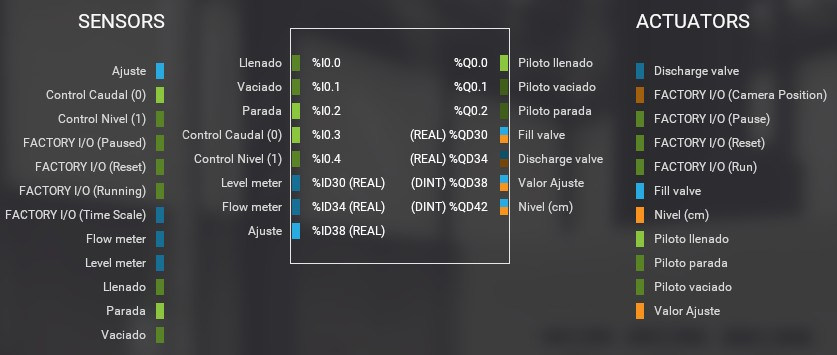 SENSORS
Ajuste
Control Caudal (0)
Control Nivel (1)
FACTORY I/O (Paused)
FACTORY I/O (Reset)
FACTORY I/O (Running)
FACTORY I/O (Time Scale)
Flow meter
Level meter
Llenado
Parada
Vaciado
Llenado %I0.0 %Q0.0 Piloto llenado
Vaciado %I0.1 %Q0.1 Piloto vaciado
Parada %I0.2 %Q0.2 Piloto parada
Control Caudal (0) %I0.3 (REAL) %QD30 Fill valve
Control Nivel (1) %I0.4 (REAL) %QD34 Discharge valve
Level meter %ID30 (REAL) (DINT) %QD38 Valor Ajuste
Flow meter %ID34 (REAL) (DINT) %QD42 Nivel (cm)
Ajuste %ID38 (REAL)
ACTUATORS
Discharge valve
FACTORY I/O (Camera Position)
FACTORY I/O (Pause)
FACTORY I/O (Reset)
FACTORY I/O (Run)
Fill valve
Nivel (cm)
Piloto llenado
Piloto parada
Piloto vaciado
Valor Ajuste